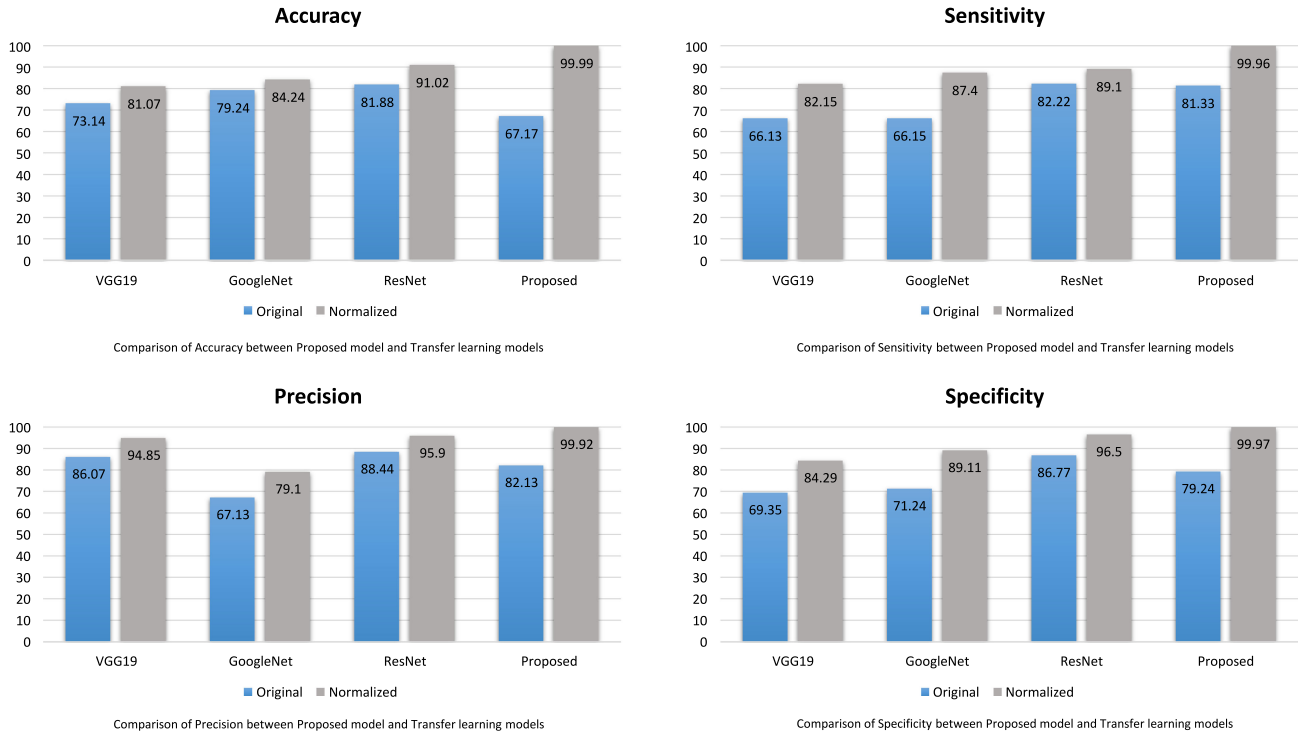 Accuracy
100
90
80
70
60
50
40
30
20
10
0
73.14
81.07
79.24
84.24
81.88
91.02
67.17
99.99
VGG19
GoogleNet
ResNet
Proposed
Original
Normalized
Comparison of Accuracy between Proposed model and Transfer learning models
Sensitivity
100
90
80
70
60
50
40
30
20
10
0
66.13
82.15
66.15
87.4
82.22
89.1
81.33
99.96
VGG19
GoogleNet
ResNet
Proposed
Original
Normalized
Comparison of Sensitivity between Proposed model and Transfer learning models
Precision
100
90
80
70
60
50
40
30
20
10
0
86.07
94.85
67.13
79.1
88.44
95.9
82.13
99.92
VGG19
GoogleNet
ResNet
Proposed
Original
Normalized
Comparison of Precision between Proposed model and Transfer learning models
Specificity
100
90
80
70
60
50
40
30
20
10
0
69.35
84.29
71.24
89.11
86.77
96.5
79.24
99.97
VGG19
GoogleNet
ResNet
Proposed
Original
Normalized
Comparison of Specificity between Proposed model and Transfer learning models